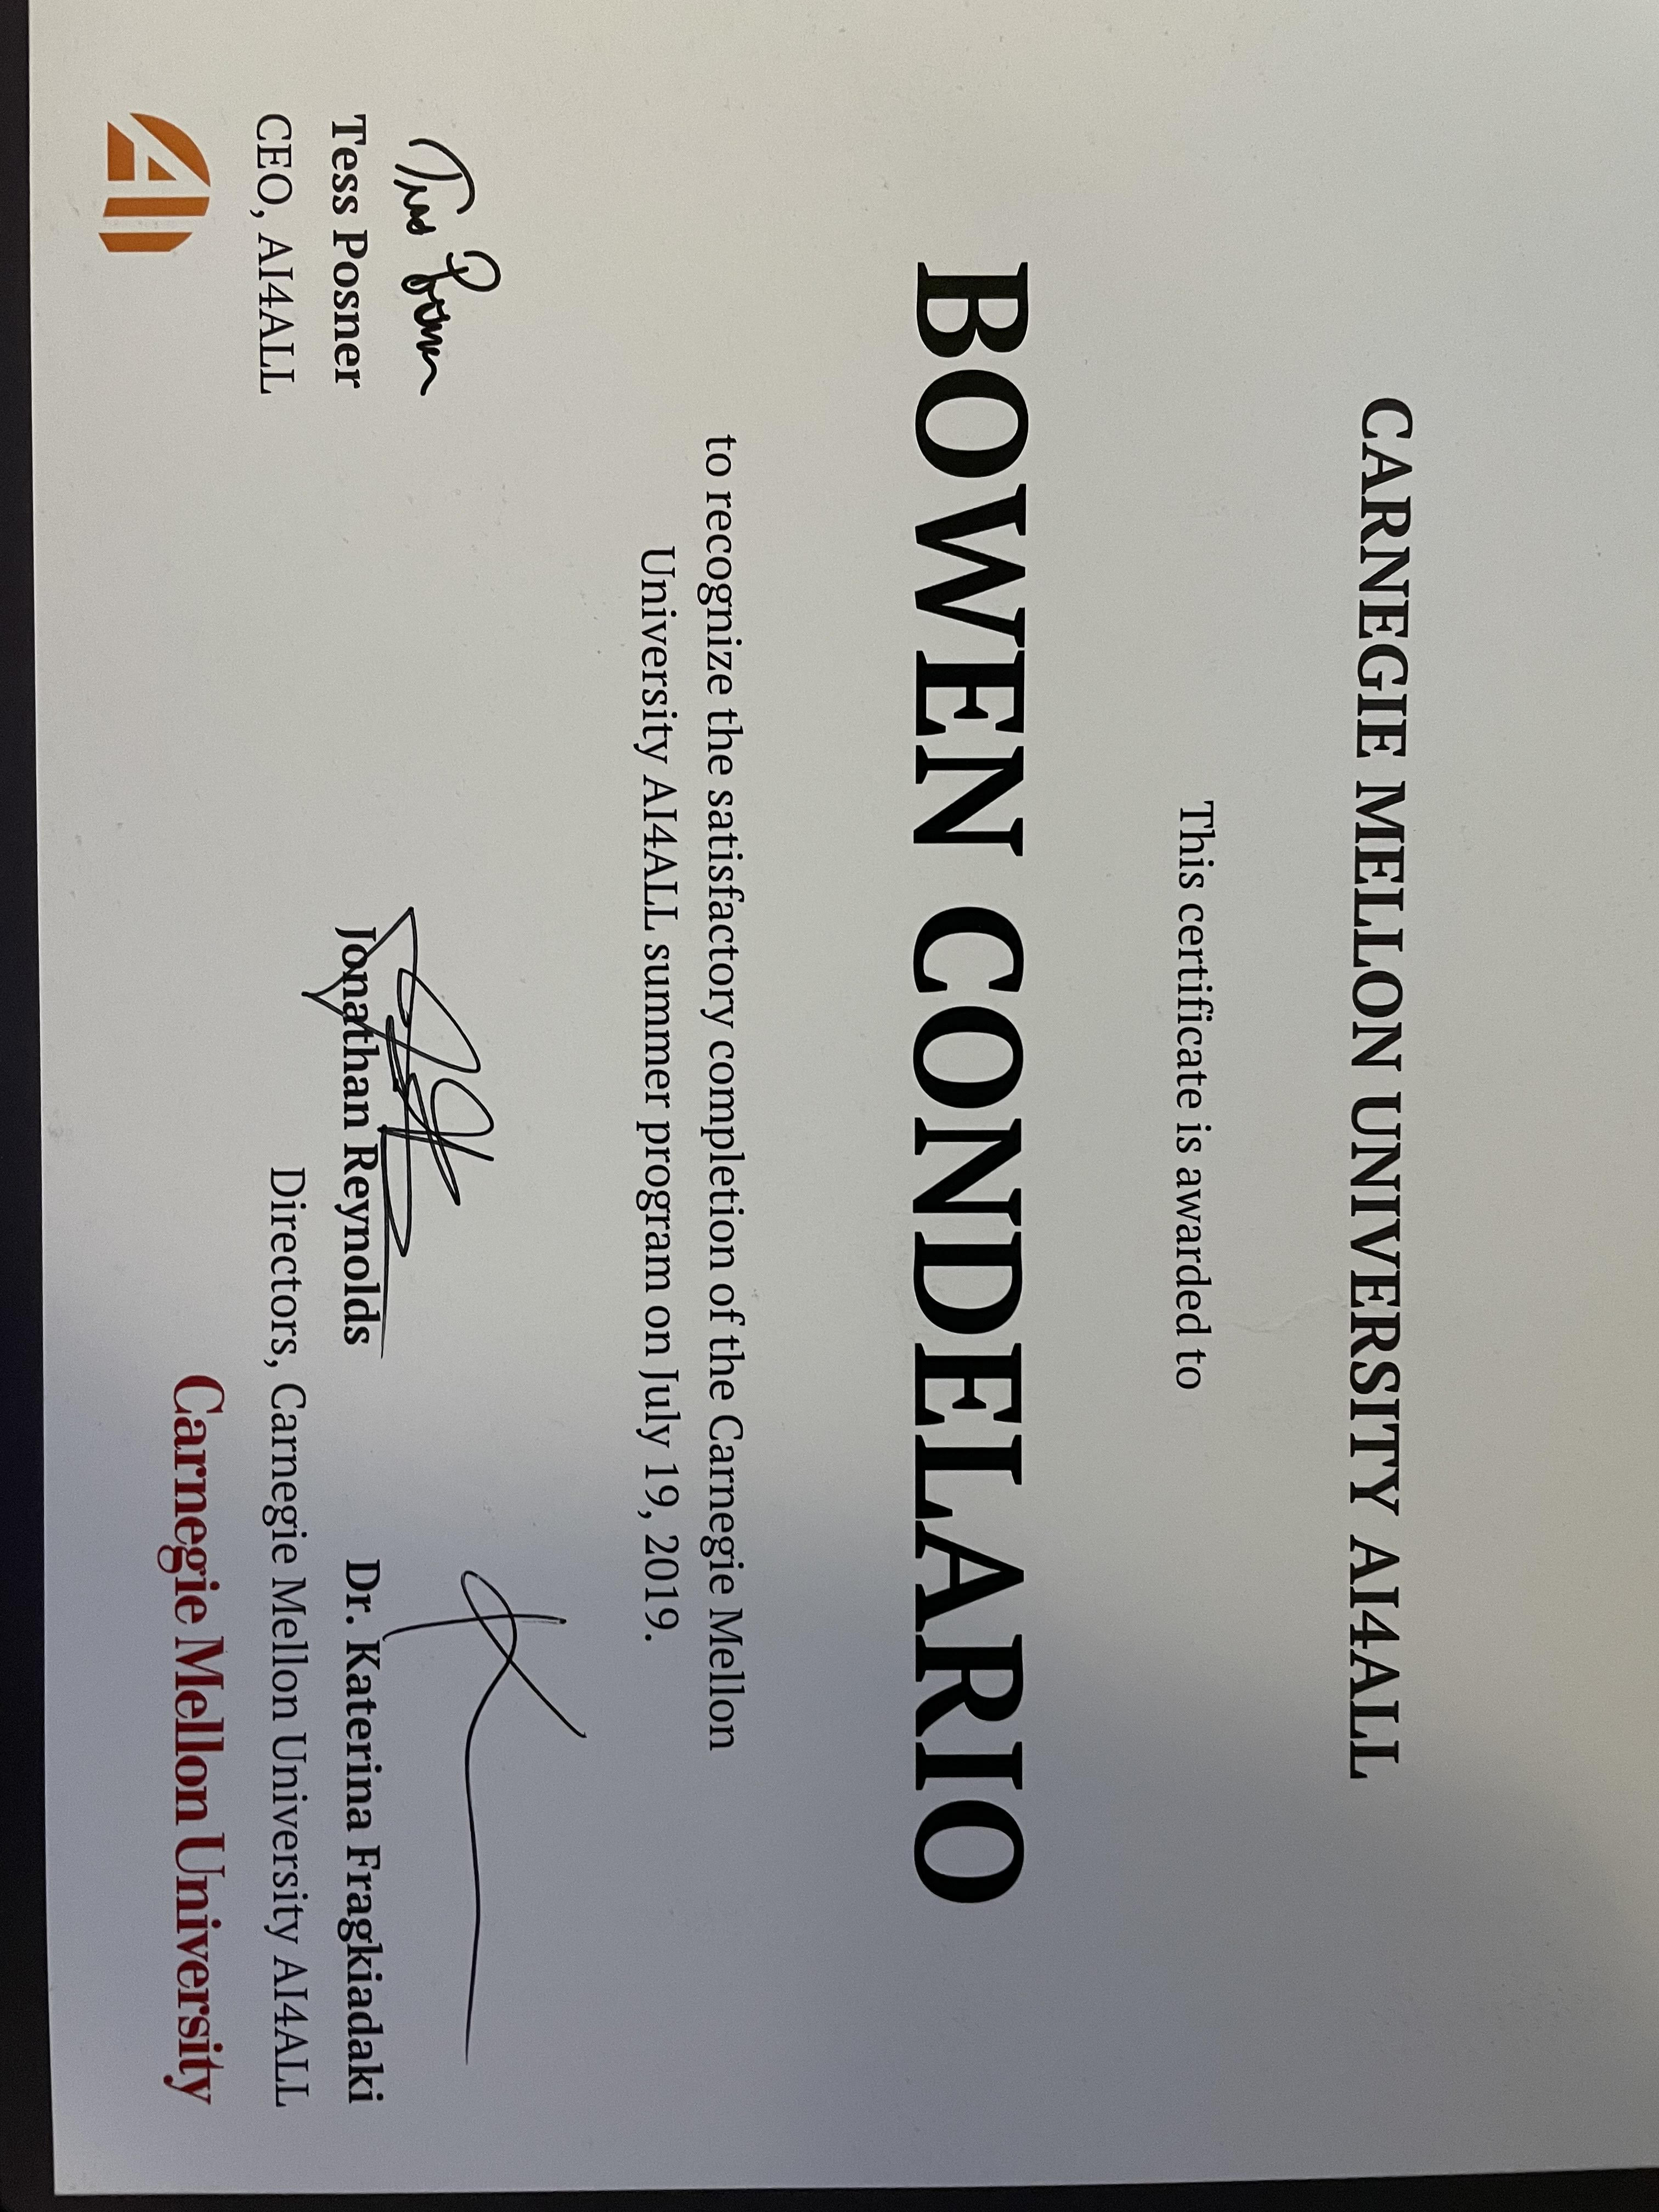 CARNEGIE MELLON UNIVERSITY AI4ALL
This certificate is awarded to
BOWEN CONDELARIO
to recognize the satisfactory completion of the Carnegie Mellon
University AI4ALL summer program on July 19, 2019.
Tess Posner
Tess Posner
CEO, AI4ALL
AI
Jonathan Reynolds
Dr. Katerina Fragkiadaki
Directors, Carnegie Mellon University AI4ALL
Carnegie Mellon University